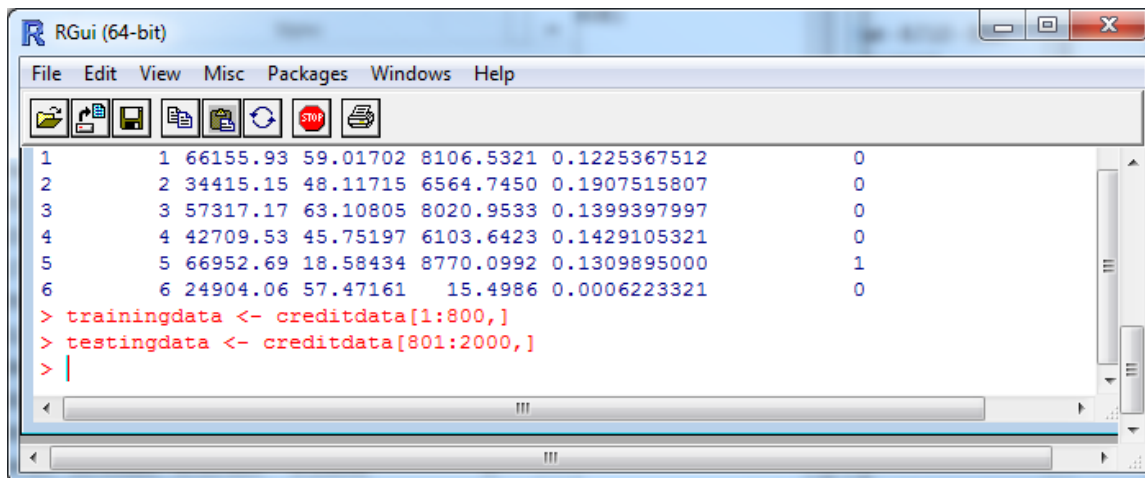 RGui (64-bit)
File Edit View Misc Packages Windows Help
STOP
1 1 66155.93 59.01702 8106.5321 0.1225367512 0
2 2 34415.15 48.11715 6564.7450 0.1907515807 0
3 3 57317.17 63.10805 8020.9533 0.1399397997 0
4 4 42709.53 45.75197 6103.6423 0.1429105321 0
5 5 66952.69 18.58434 8770.0992 0.1309895000 1
6 6 24904.06 57.47161 15.4986 0.0006223321 0
> trainingdata <- creditdata[1:800,]
> testingdata <- creditdata[801:2000,]
>